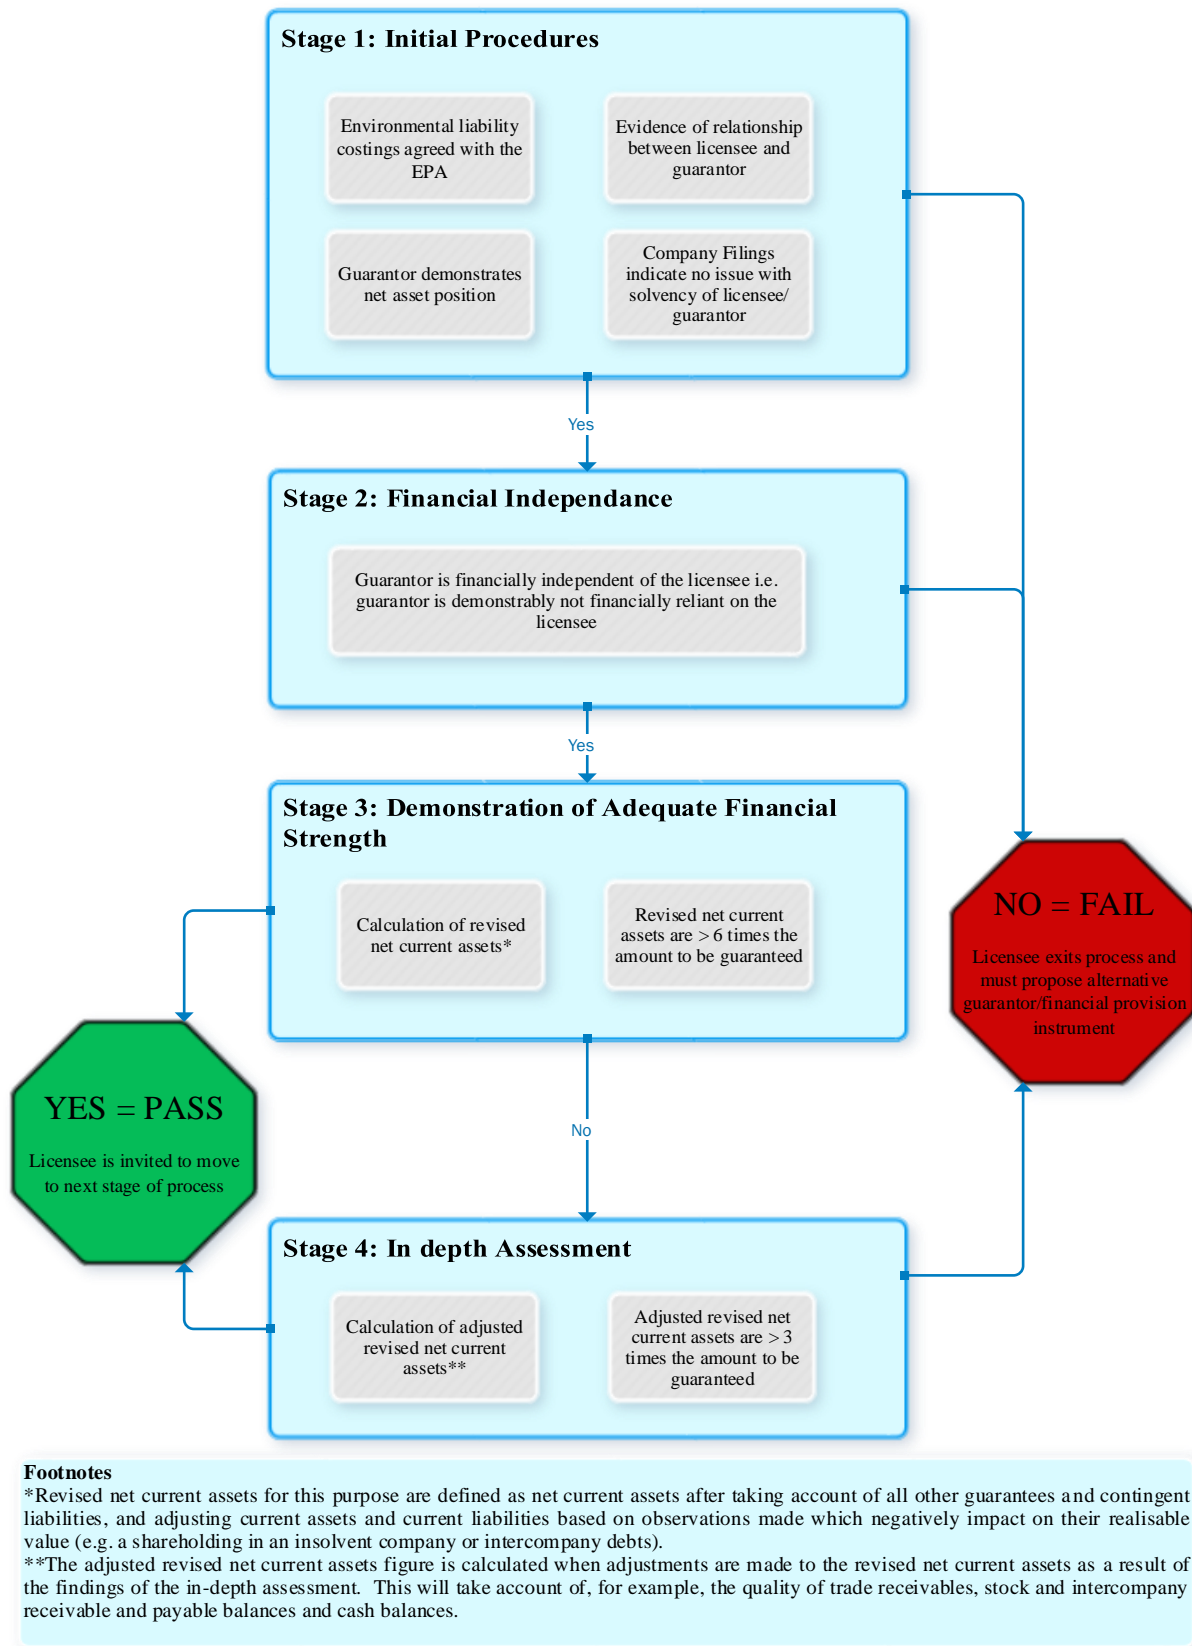 Stage 1: Initial Procedures
Environmental liability
costings agreed with the
EPA
Evidence of relationship
between licensee and
guarantor
Guarantor demonstrates
net asset position
Company Filings
indicate no issue with
solvency of licensee/
guarantor
Yes
Stage 2: Financial Independance
Guarantor is financially independent of the licensee i.e.
guarantor is demonstrably not financially reliant on the
licensee
Yes
Stage 3: Demonstration of Adequate Financial
Strength
Calculation of revised
net current assets*
Revised net current
assets are > 6 times the
amount to be guaranteed
NO = FAIL
Licensee exits process and
must propose alternative
guarantor/financial provision
instrument
YES = PASS
Licensee is invited to move
to next stage of process
No
Stage 4: In depth Assessment
Calculation of adjusted
revised net current
assets**
Adjusted revised net
current assets are > 3
times the amount to be
guaranteed
Footnotes
*Revised net current assets for this purpose are defined as net current assets after taking account of all other guarantees and contingent
liabilities, and adjusting current assets and current liabilities based on observations made which negatively impact on their realisable
value (e.g. a shareholding in an insolvent company or intercompany debts).
**The adjusted revised net current assets figure is calculated when adjustments are made to the revised net current assets as a result of
the findings of the in-depth assessment. This will take account of, for example, the quality of trade receivables, stock and intercompany
receivable and payable balances and cash balances.